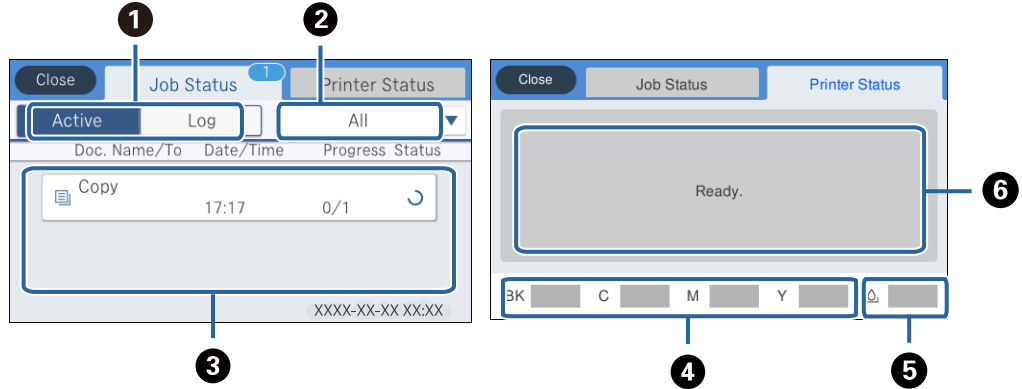 1 2
Close Job Status 1 Printer Status
Active Log All
Doc. Name/To Date/Time Progress Status
Copy
17:17 0/1
XXXX-XX-XX XX:XX
3
Close Job Status Printer Status
Ready.
6
BK C M Y
4 5